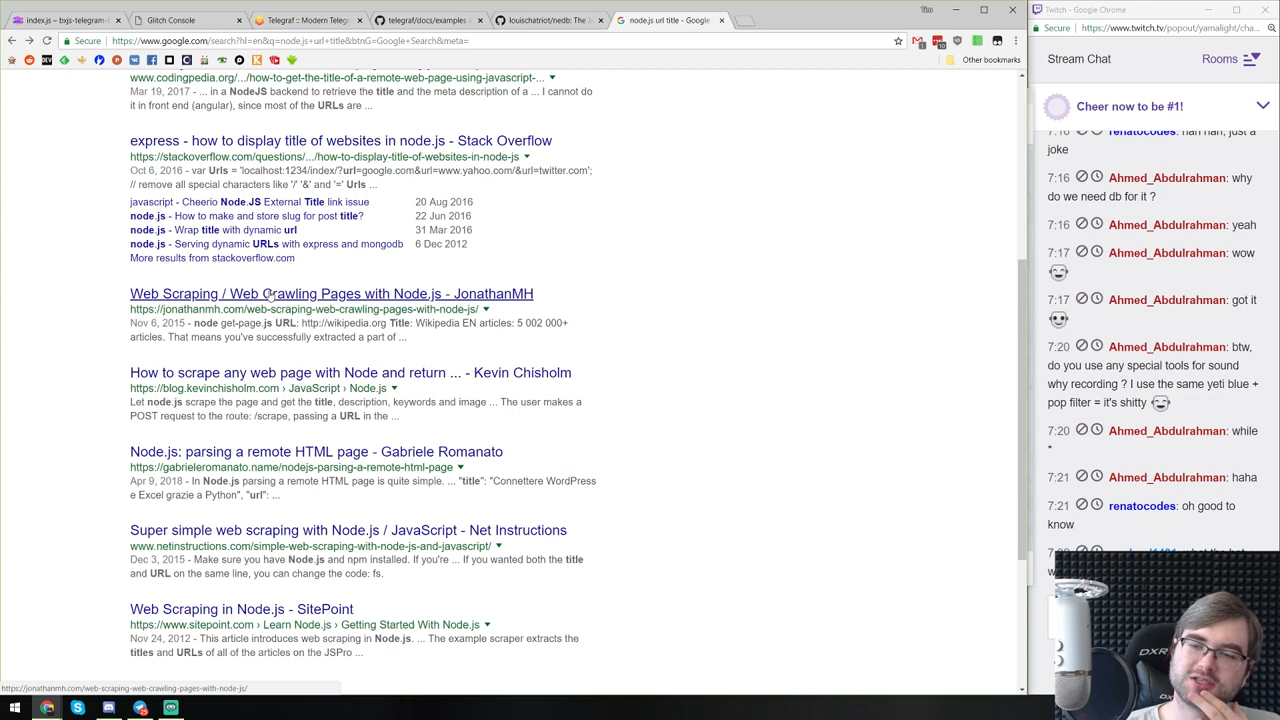 index.js – bxjs-telegram-
Glitch Console
Telegraf :: Modern Telegr
telegraf/docs/examples
louischatriot/nedb: The J
node.js url title - Google
Tim
Secure
https://www.google.com/search?hl=en&q=node.js+url+title&btnG=Google+Search&meta=
Other bookmarks
www.codingpedia.org/.../how-to-get-the-title-of-a-remote-web-page-using-javascript-...
Mar 19, 2017 - ... in a NodeJS backend to retrieve the title and the meta description of a ... I cannot do
it in front end (angular), since most of the URLs are ...
express - how to display title of websites in node.js - Stack Overflow
https://stackoverflow.com/questions/.../how-to-display-title-of-websites-in-node-js
Oct 6, 2016 - var Urls = 'localhost:1234/index/?url=google.com&url=www.yahoo.com/&url=twitter.com';
// remove all special characters like '/' '&' and '=' Urls ...
javascript - Cheerio Node.JS External Title link issue 20 Aug 2016
node.js - How to make and store slug for post title? 22 Jun 2016
node.js - Wrap title with dynamic url 31 Mar 2016
node.js - Serving dynamic URLs with express and mongodb 6 Dec 2012
More results from stackoverflow.com
Web Scraping / Web Crawling Pages with Node.js - JonathanMH
https://jonathanmh.com/web-scraping-web-crawling-pages-with-node-js/
Nov 6, 2015 - node get-page.js URL: http://wikipedia.org Title: Wikipedia EN articles: 5 002 000+
articles. That means you've successfully extracted a part of ...
How to scrape any web page with Node and return ... - Kevin Chisholm
https://blog.kevinchisholm.com › JavaScript › Node.js
Let node.js scrape the page and get the title, description, keywords and image ... The user makes a
POST request to the route: /scrape, passing a URL in the ...
Node.js: parsing a remote HTML page - Gabriele Romanato
https://gabrieleromanato.name/nodejs-parsing-a-remote-html-page
Apr 9, 2018 - In Node.js parsing a remote HTML page is quite simple. ... "title": "Connettere WordPress
e Excel grazie a Python", "url": ...
Super simple web scraping with Node.js / JavaScript - Net Instructions
www.netinstructions.com/simple-web-scraping-with-node-js-and-javascript/
Dec 3, 2015 - Make sure you have Node.js and npm installed. If you're ... If you wanted both the title
and URL on the same line, you can change the code: fs.
Web Scraping in Node.js - SitePoint
https://www.sitepoint.com › Learn Node.js › Getting Started With Node.js
Nov 24, 2012 - This article introduces web scraping in Node.js. ... The example scraper extracts the
titles and URLs of all of the articles on the JSPro ...
https://jonathanmh.com/web-scraping-web-crawling-pages-with-node-js/
Twitch - Google Chrome
Secure
https://www.twitch.tv/popout/yamalight/cha...
Stream Chat
Rooms
Cheer now to be #1!
renatocodes: nah nah, just a
joke
7:16 Ahmed_Abdulrahman: why
do we need db for it ?
7:16 Ahmed_Abdulrahman: yeah
7:17 Ahmed_Abdulrahman: wow
7:17 Ahmed_Abdulrahman: got it
7:20 Ahmed_Abdulrahman: btw,
do you use any special tools for sound
why recording ? I use the same yeti blue +
pop filter = it's shitty
7:20 Ahmed_Abdulrahman: while
*
7:21 Ahmed_Abdulrahman: haha
7:21 renatocodes: oh good to
know
DXR